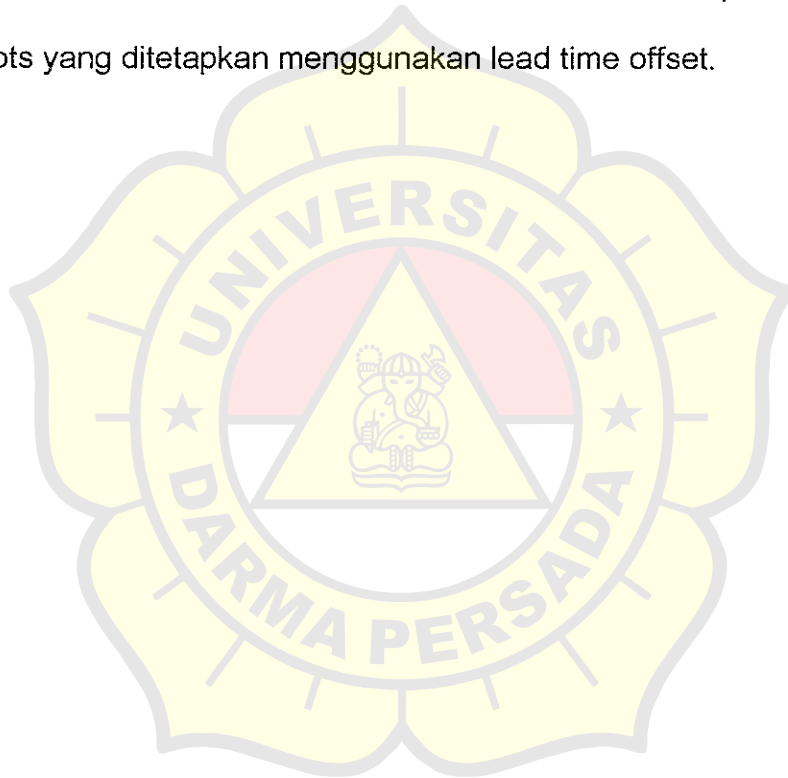 ots yang ditetapkan menggunakan lead time offset.
UNIVERSITAS
DARMA PERSADA